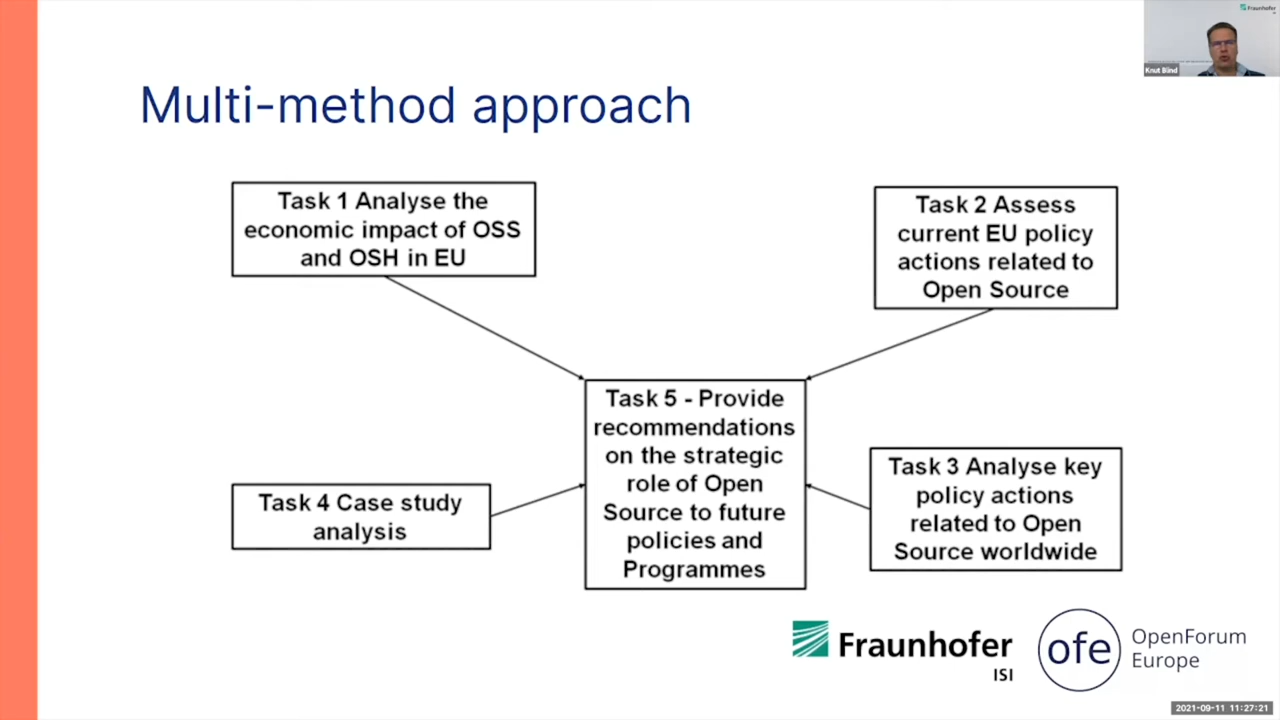 Fraunhofer
Knut Blind
Multi-method approach
Task 1 Analyse the
economic impact of OSS
and OSH in EU
Task 2 Assess
current EU policy
actions related to
Open Source
Task 5 - Provide
recommendations
on the strategic
role of Open
Source to future
policies and
Programmes
Task 4 Case study
analysis
Task 3 Analyse key
policy actions
related to Open
Source worldwide
Fraunhofer
ISI
ofe
OpenForum
Europe
2021-09-11 11:27:21